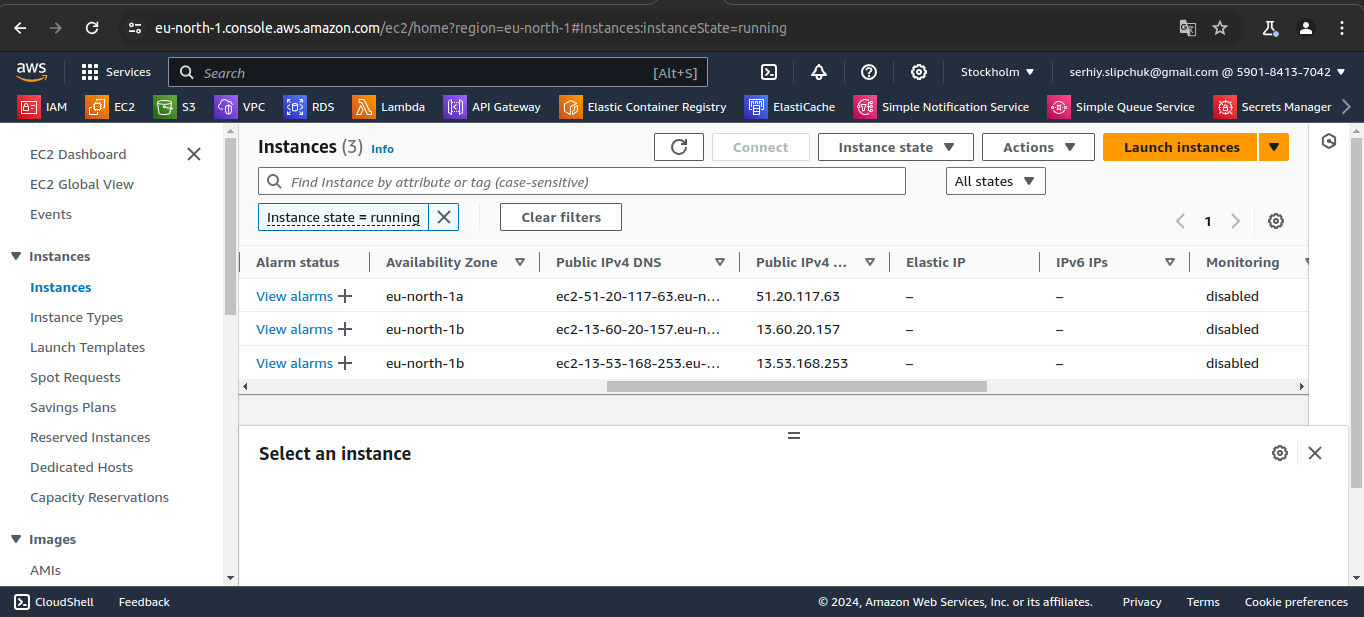 eu-north-1.console.aws.amazon.com/ec2/home?region=eu-north-1#Instances:instanceState=running
aws Services Search [Alt+S] Stockholm serhiy.slipchuk@gmail.com @ 5901-8413-7042
IAM EC2 S3 VPC RDS Lambda API Gateway Elastic Container Registry ElastiCache Simple Notification Service Simple Queue Service Secrets Manager
EC2 Dashboard
EC2 Global View
Events
Instances
Instances
Instance Types
Launch Templates
Spot Requests
Savings Plans
Reserved Instances
Dedicated Hosts
Capacity Reservations
Images
AMIs
Instances (3) Info Connect Instance state Actions Launch instances
Find Instance by attribute or tag (case-sensitive) All states
Instance state = running Clear filters 1
Alarm status Availability Zone Public IPv4 DNS Public IPv4 ... Elastic IP IPv6 IPs Monitoring
View alarms + eu-north-1a ec2-51-20-117-63.eu-n... 51.20.117.63 – – disabled
View alarms + eu-north-1b ec2-13-60-20-157.eu-n... 13.60.20.157 – – disabled
View alarms + eu-north-1b ec2-13-53-168-253.eu-... 13.53.168.253 – – disabled
Select an instance
CloudShell Feedback © 2024, Amazon Web Services, Inc. or its affiliates. Privacy Terms Cookie preferences